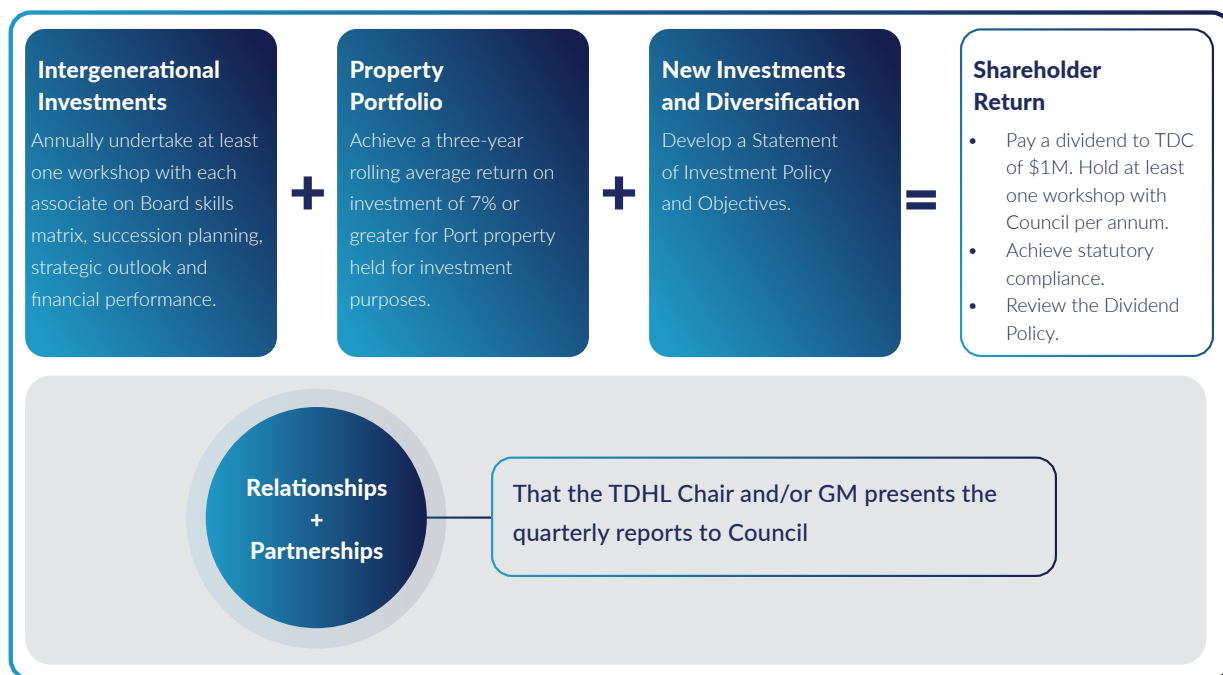 Intergenerational
Investments
Annually undertake at least
one workshop with each
associate on Board skills
matrix, succession planning,
strategic outlook and
financial performance.
+
Property
Portfolio
Achieve a three-year
rolling average return on
investment of 7% or
greater for Port property
held for investment
purposes.
+
New Investments
and Diversification
Develop a Statement
of Investment Policy
and Objectives.
=
Shareholder
Return
• Pay a dividend to TDC
of $1M. Hold at least
one workshop with
Council per annum.
• Achieve statutory
compliance.
• Review the Dividend
Policy.
Relationships
+
Partnerships
That the TDHL Chair and/or GM presents the
quarterly reports to Council